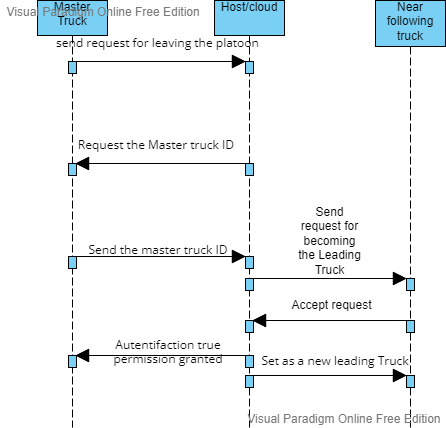 Master
Truck
Host/cloud
Near
following
truck
Visual Paradigm Online Free Edition
send request for leaving the platoon
Request the Master truck ID
Send
request for
becoming
the Leading
Truck
Send the master truck ID
Accept request
Autentifaction true
permission granted
Set as a new leading Truck
Visual Paradigm Online Free Edition